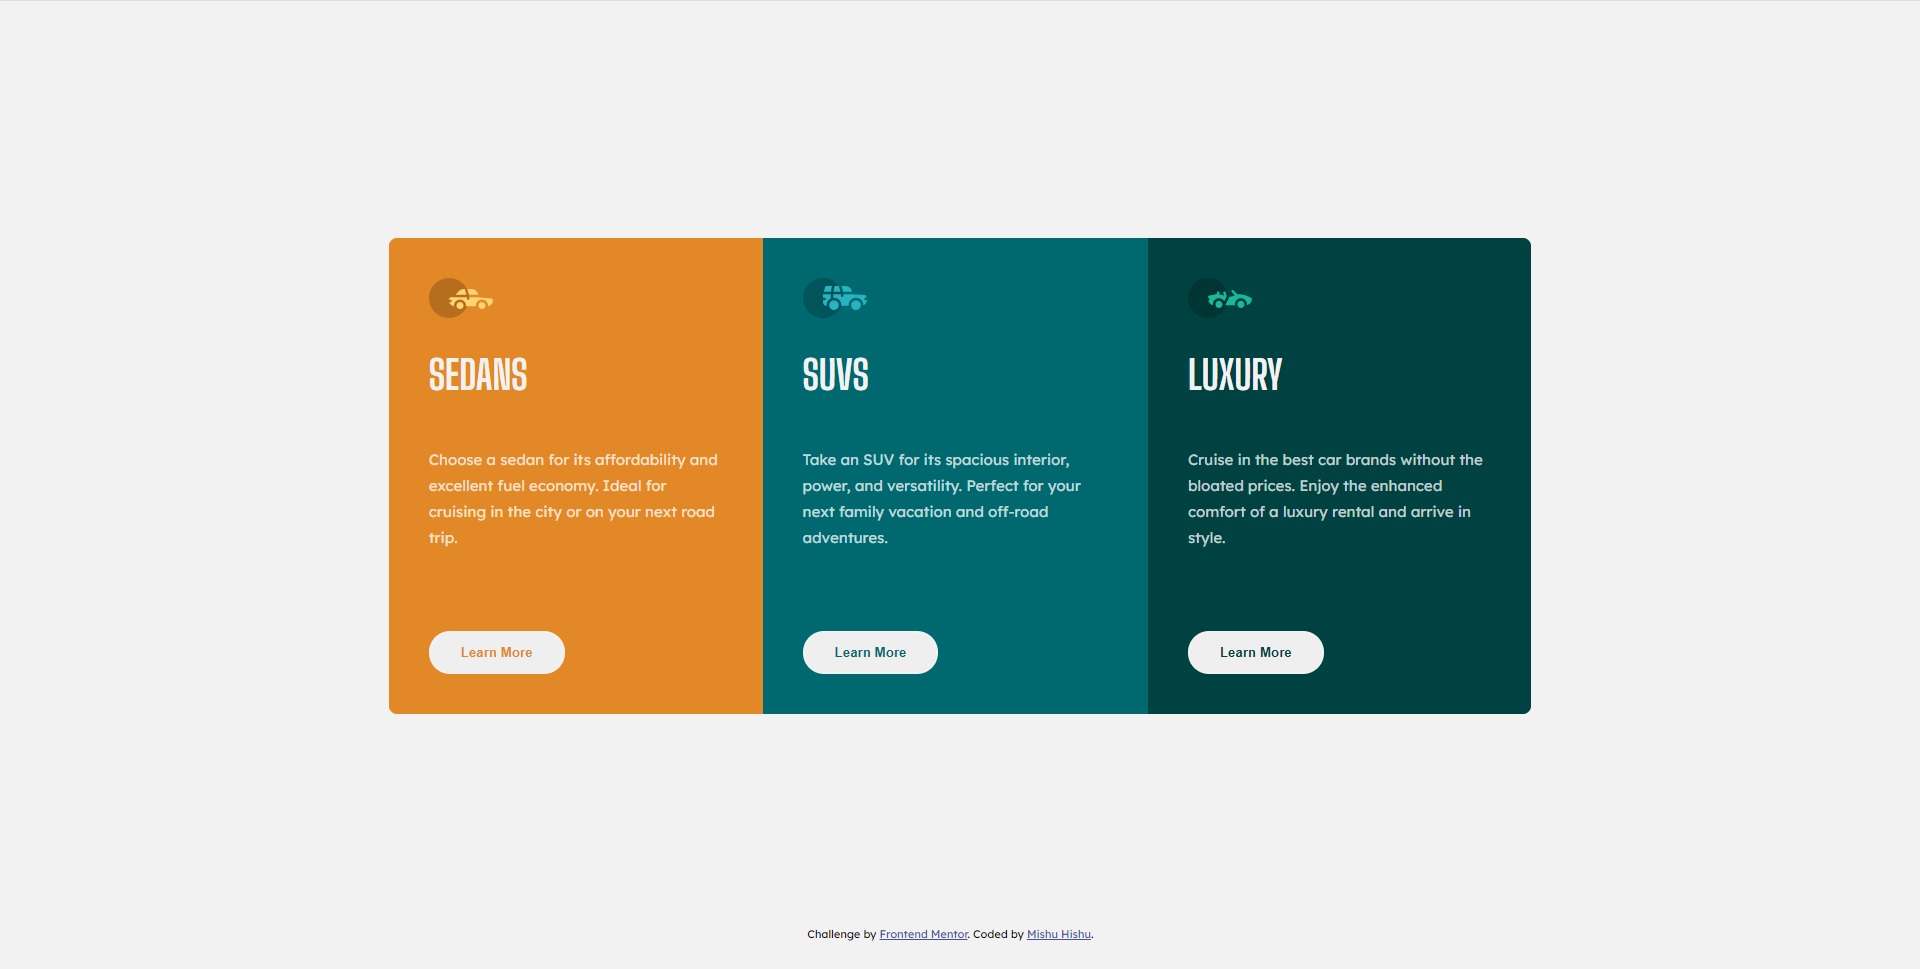 SEDANS
Choose a sedan for its affordability and
excellent fuel economy. Ideal for
cruising in the city or on your next road
trip.
Learn More
SUVS
Take an SUV for its spacious interior,
power, and versatility. Perfect for your
next family vacation and off-road
adventures.
Learn More
LUXURY
Cruise in the best car brands without the
bloated prices. Enjoy the enhanced
comfort of a luxury rental and arrive in
style.
Learn More
Challenge by Frontend Mentor. Coded by Mishu Hishu.